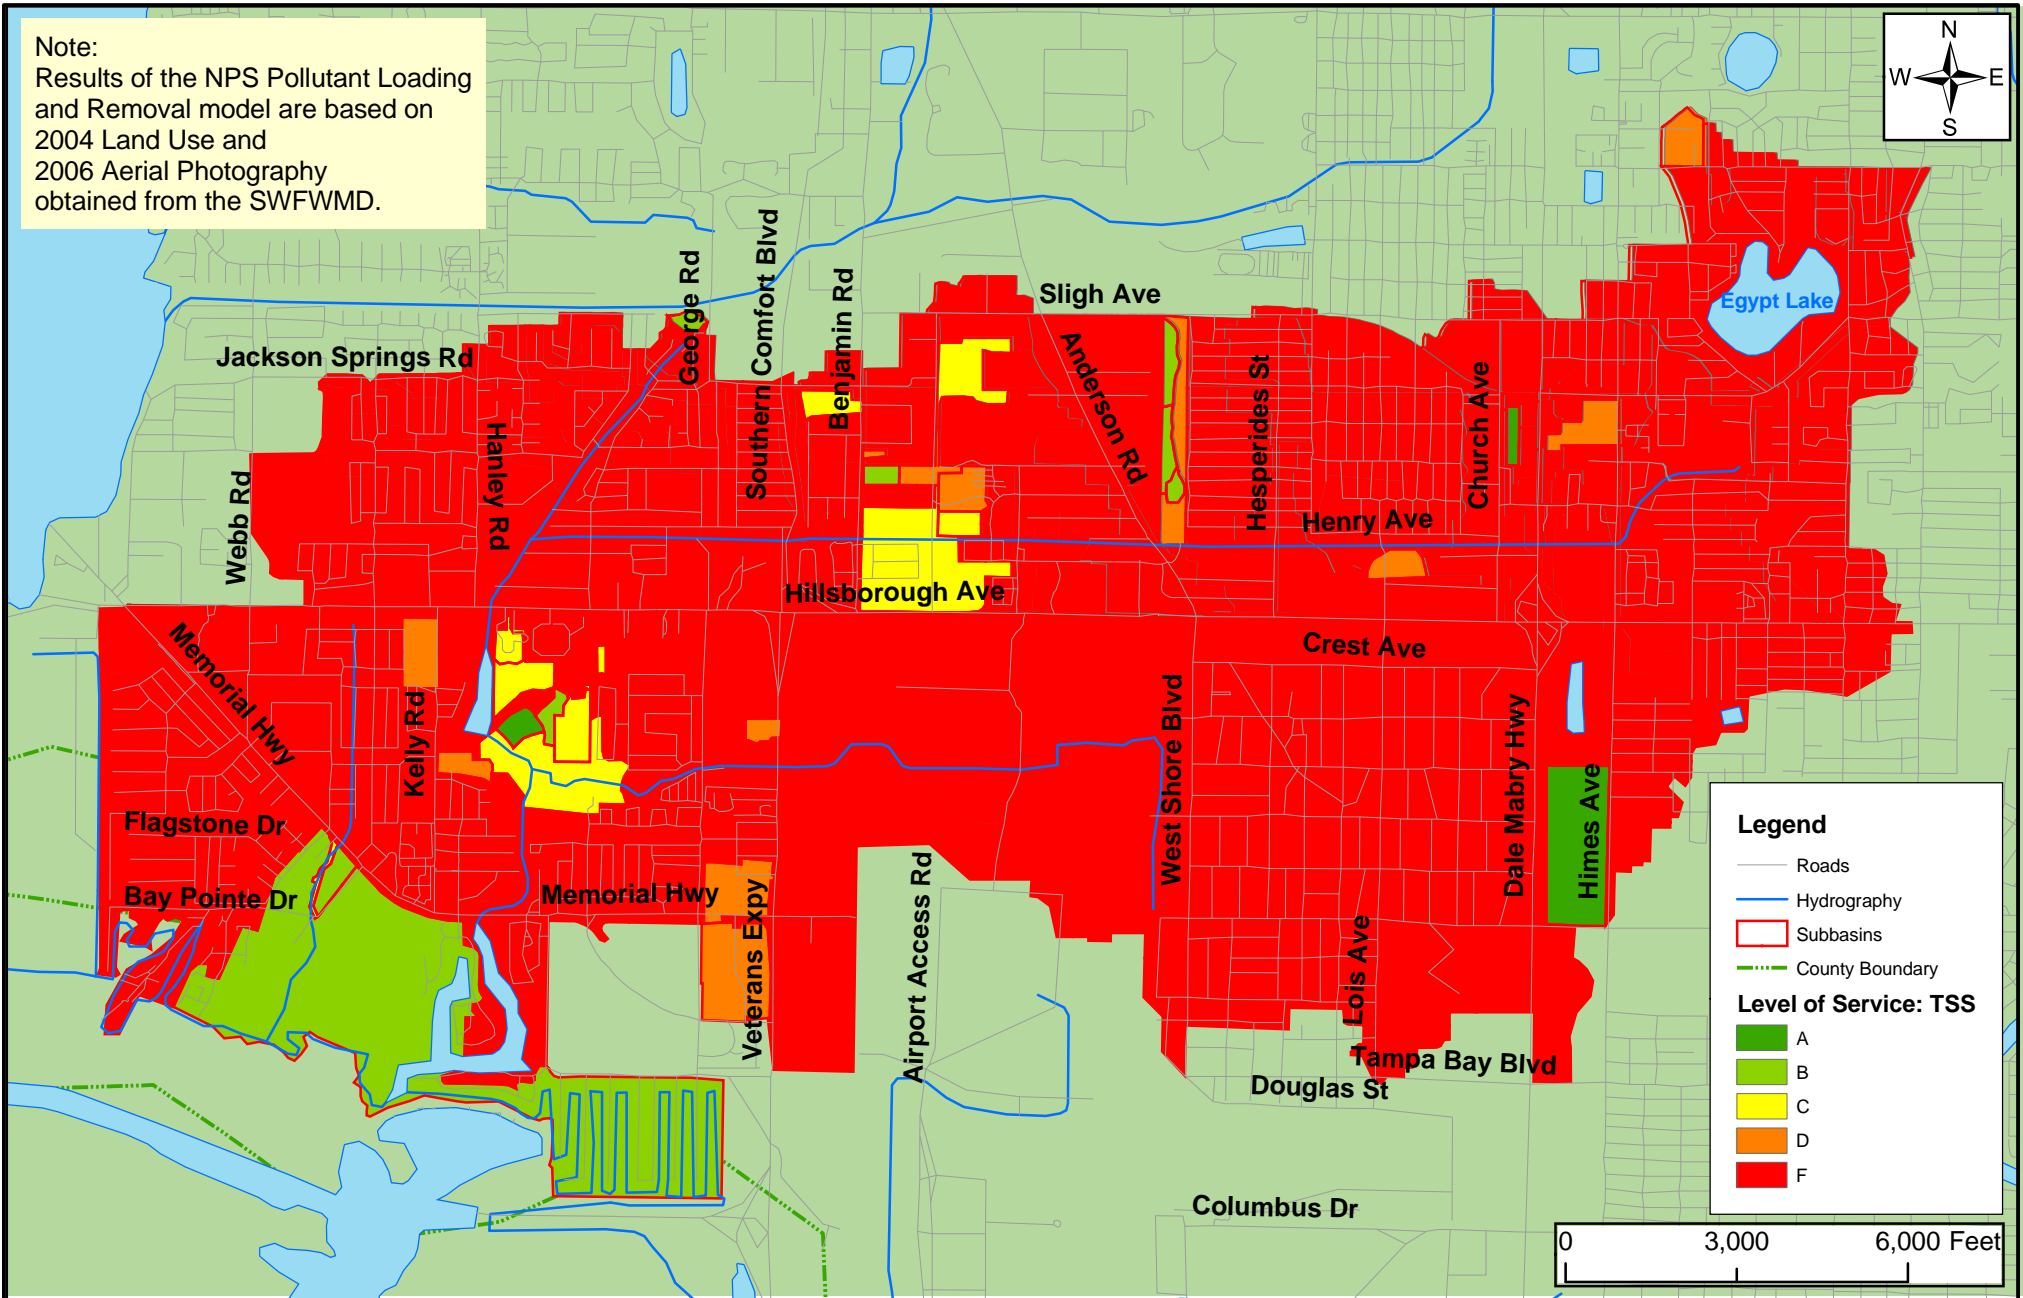 Note:
Results of the NPS Pollutant Loading
and Removal model are based on
2004 Land Use and
2006 Aerial Photography
obtained from the SWFWMD.
N
W E
S
Egypt Lake
Sligh Ave
Jackson Springs Rd
George Rd
Southern Comfort Blvd
Benjamin Rd
Anderson Rd
Hesperides St
Church Ave
Hanley Rd
Webb Rd
Henry Ave
Hillsborough Ave
Crest Ave
Memorial Hwy
Kelly Rd
West Shore Blvd
Dale Mabry Hwy
Himes Ave
Flagstone Dr
Bay Pointe Dr
Memorial Hwy
Veterans Expy
Airport Access Rd
Lois Ave
Tampa Bay Blvd
Douglas St
Columbus Dr
Legend
Roads
Hydrography
Subbasins
County Boundary
Level of Service: TSS
A
B
C
D
F
0 3,000 6,000 Feet